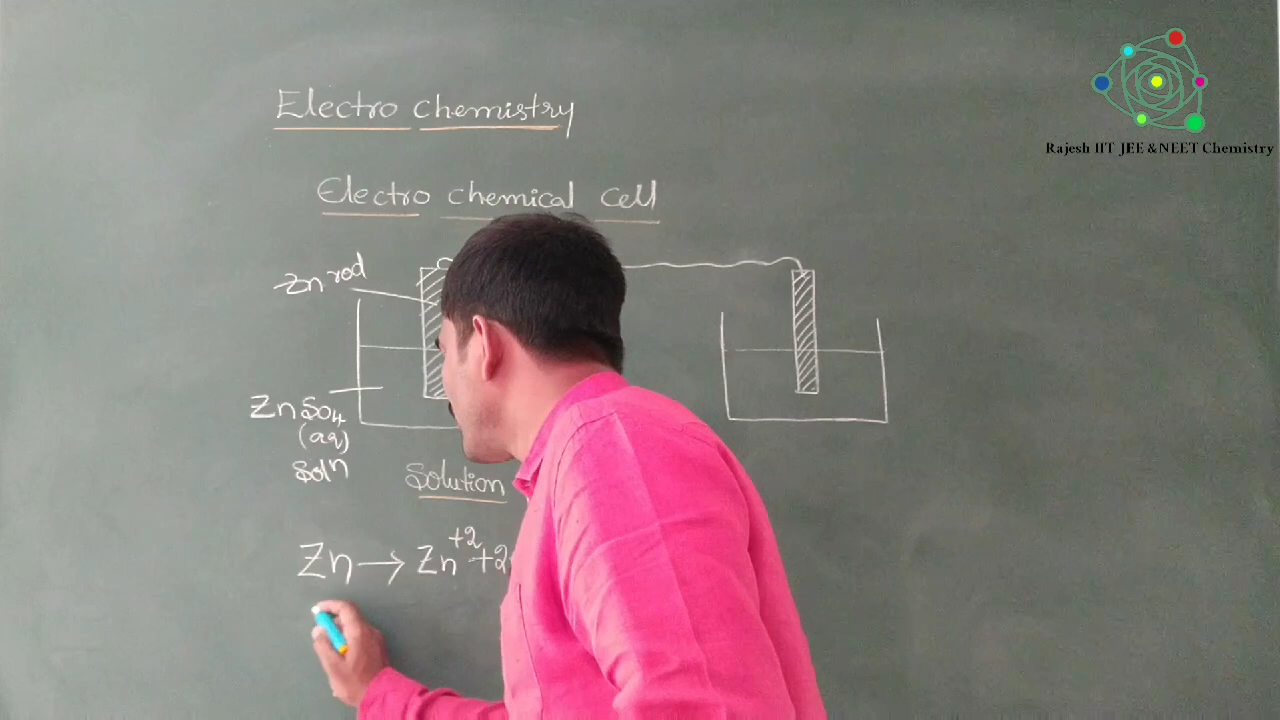 Electro chemistry
Rajesh IIT JEE & NEET Chemistry
Electro chemical cell
Zn rod
ZnSO4
(aq)
Soln
Solution
Zn → Zn+2 + 2